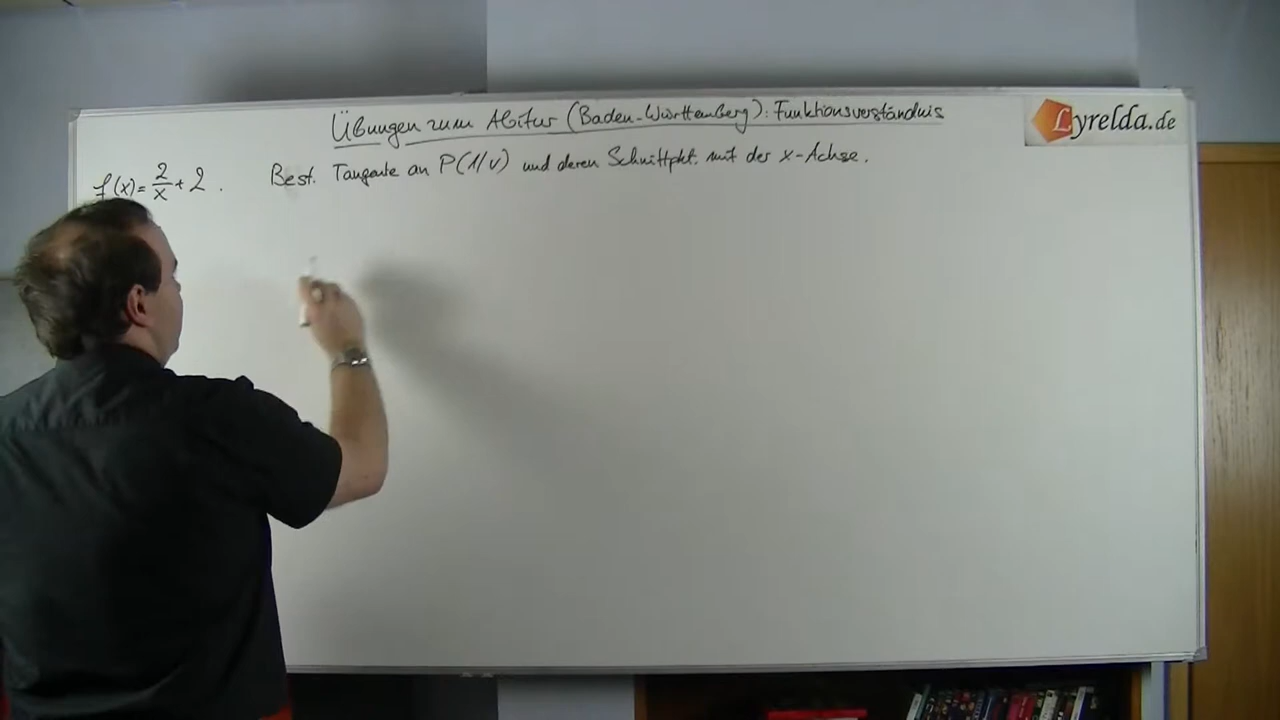 Übungen zum Abitur (Baden-Württemberg): Funktionsverständnis
Lyrelda.de
f(x) = 2/x + 2 . Best. Tangente an P(1/v) und deren Schnittpkt. mit der x-Achse.